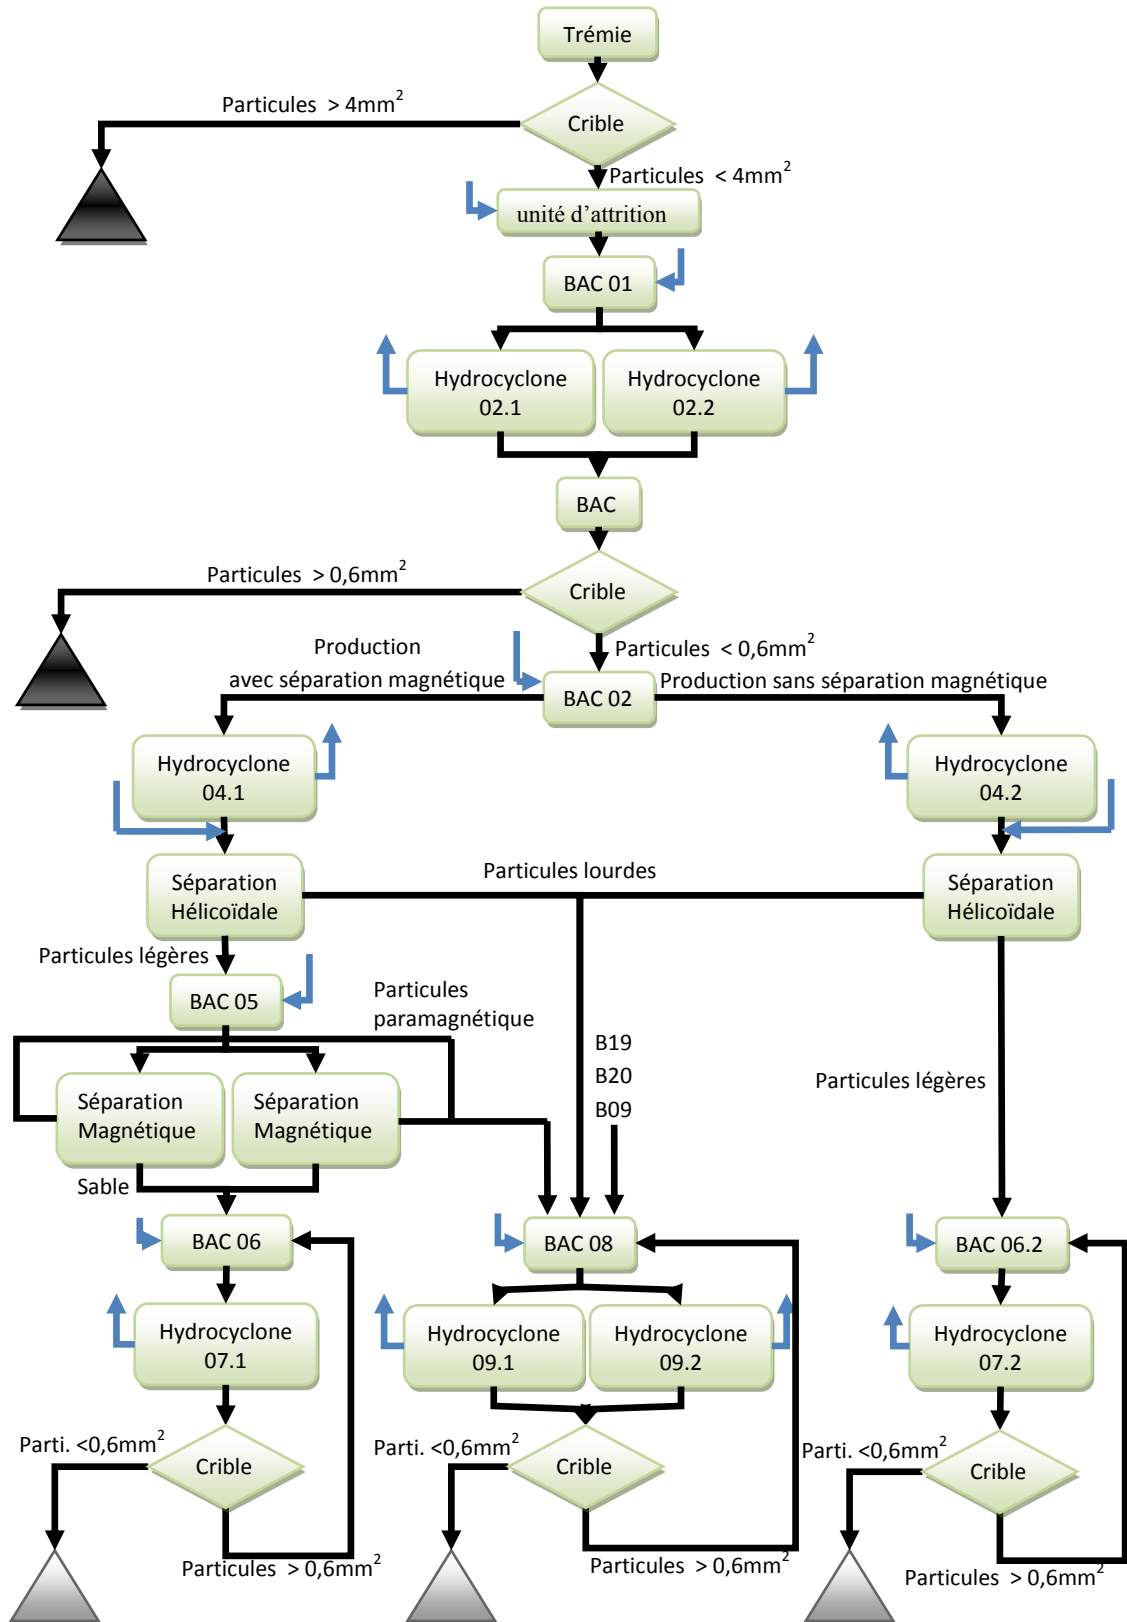 Trémie
Particules > 4mm²
Crible
Particules < 4mm²
unité d'attrition
BAC 01
Hydrocyclone
02.1
Hydrocyclone
02.2
BAC
Particules > 0,6mm²
Crible
Production
avec séparation magnétique
Particules < 0,6mm²
Production sans séparation magnétique
BAC 02
Hydrocyclone
04.1
Hydrocyclone
04.2
Séparation
Hélicoïdale
Particules lourdes
Séparation
Hélicoïdale
Particules légères
BAC 05
Particules
paramagnétique
B19
B20
B09
Particules légères
Séparation
Magnétique
Séparation
Magnétique
Sable
BAC 06
BAC 08
BAC 06.2
Hydrocyclone
07.1
Hydrocyclone
09.1
Hydrocyclone
09.2
Hydrocyclone
07.2
Parti. <0,6mm²
Crible
Particules > 0,6mm²
Parti. <0,6mm²
Crible
Particules > 0,6mm²
Parti. <0,6mm²
Crible
Particules > 0,6mm²